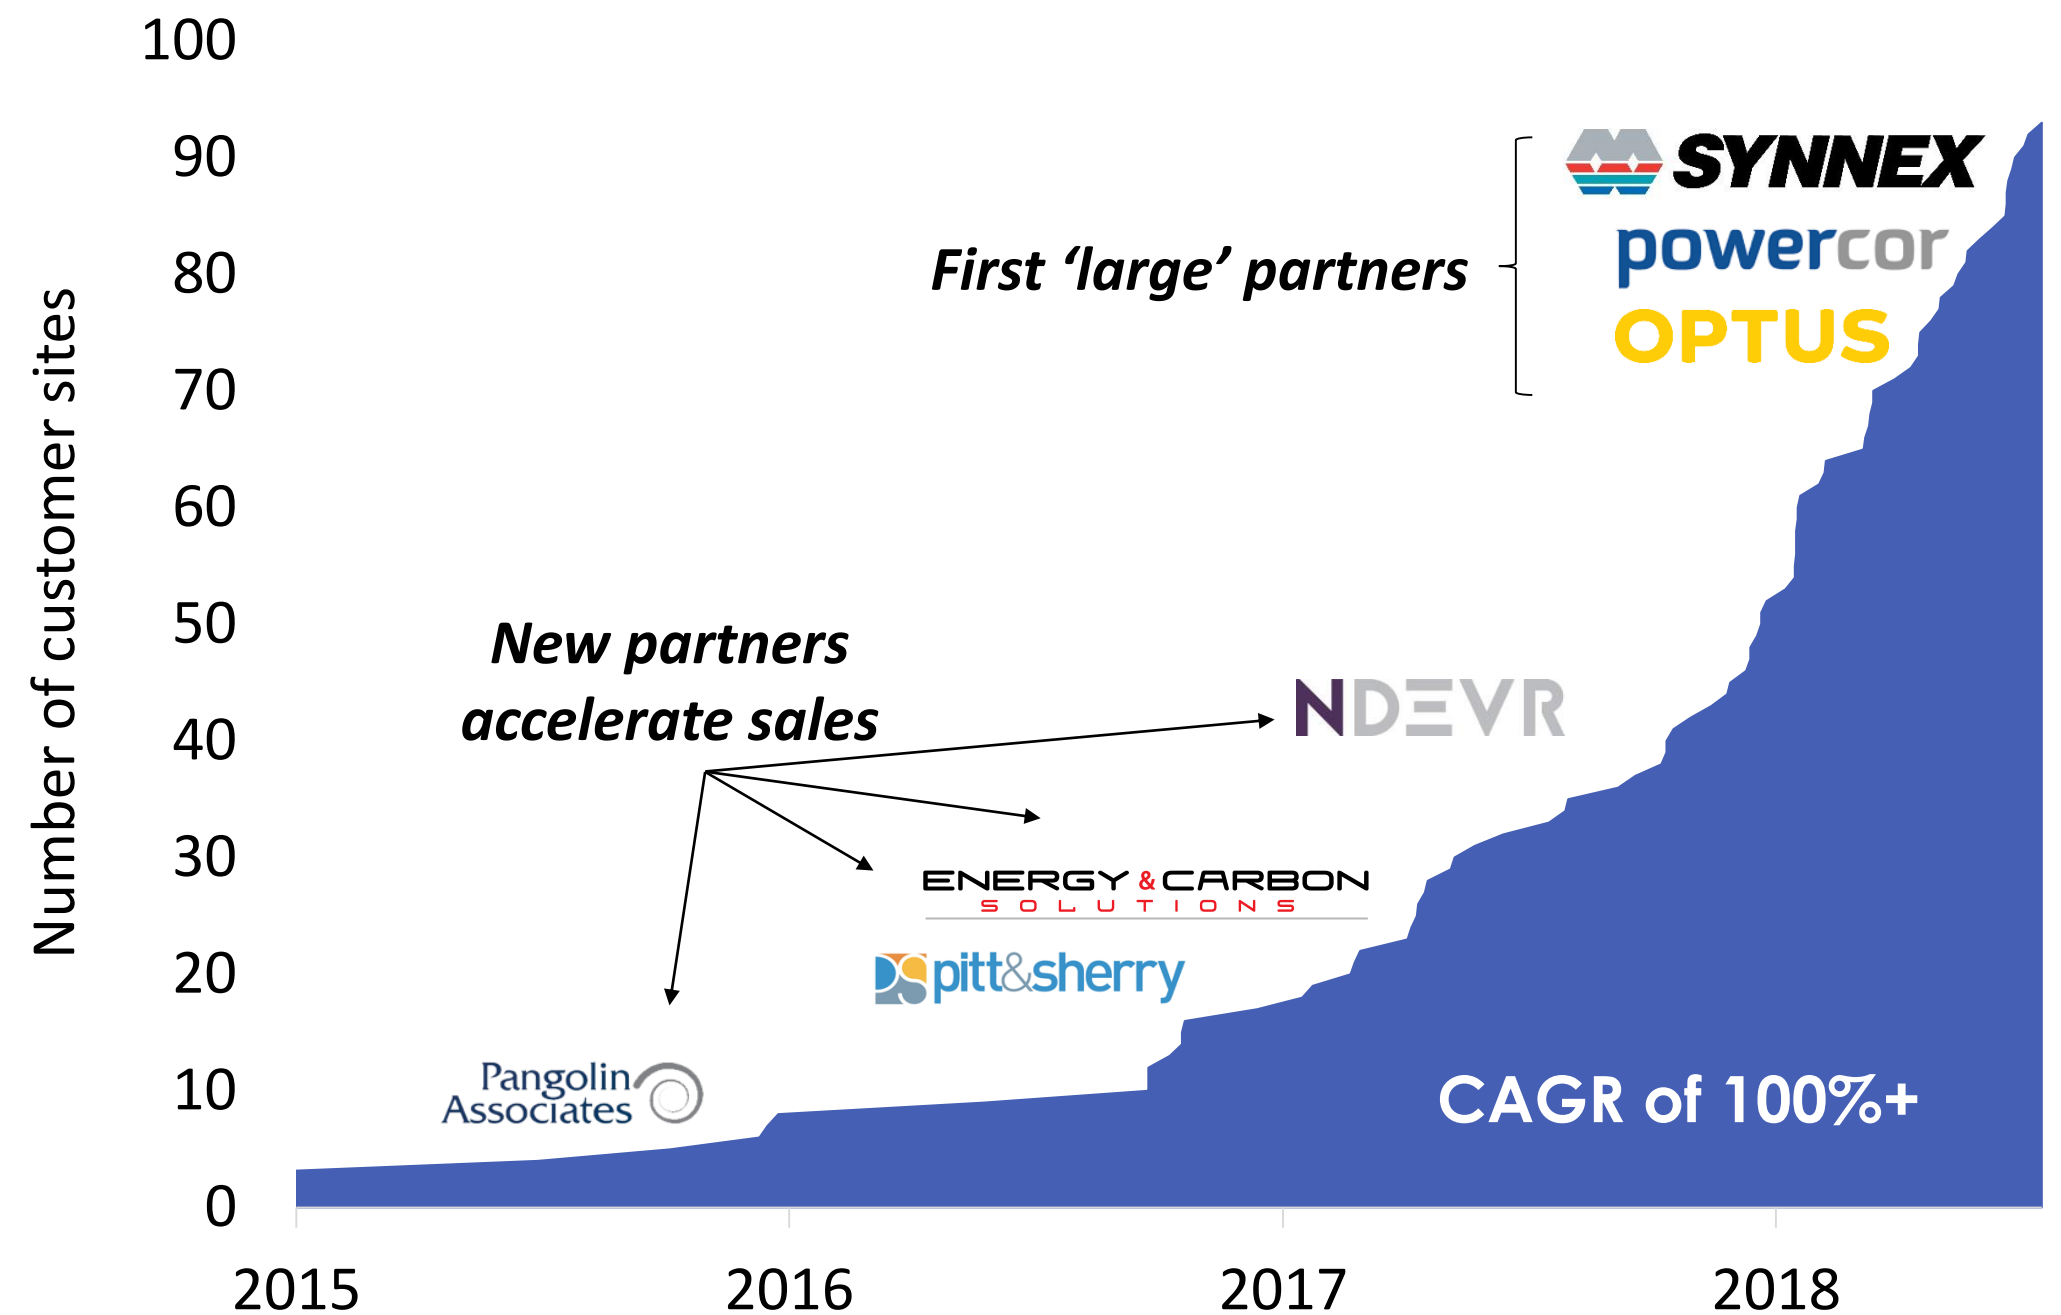 100
90
80
70
60
50
40
30
20
10
0
Number of customer sites
2015
2016
2017
2018
First ‘large’ partners
SYNNEX
powercor
OPTUS
New partners
accelerate sales
NDEVR
ENERGY & CARBON
SOLUTIONS
PS pitt&sherry
Pangolin
Associates
CAGR of 100%+